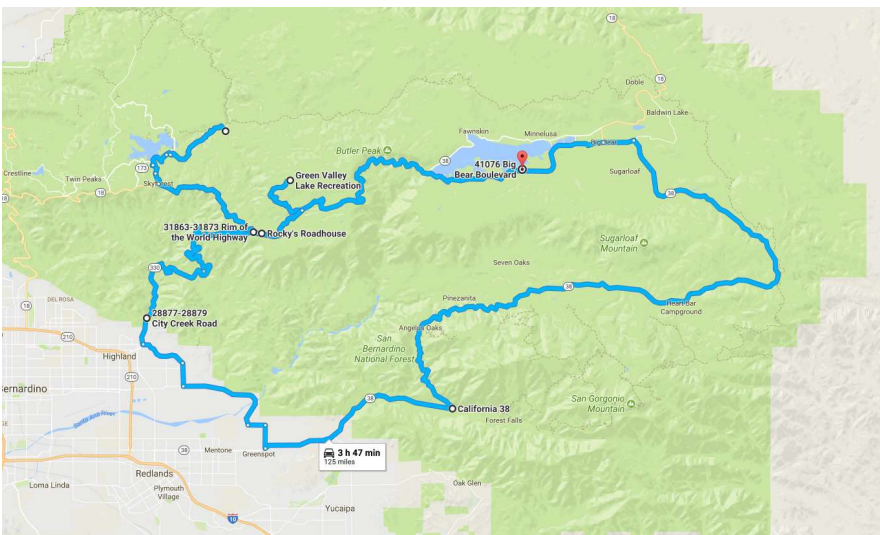 18
Doble
18
Baldwin Lake
Fawnskin
Minnelusa
Big Bear
Butler Peak
38
41076 Big
Bear Boulevard
Sugarloaf
173
Crestline
Twin Peaks
Skyforest
Green Valley
Lake Recreation
38
31863-31873 Rim of
the World Highway
Rocky's Roadhouse
Sugarloaf
Mountain
330
Seven Oaks
38
Pinezanita
Heart Bar
Campground
18
DEL ROSA
28877-28879
City Creek Road
Angelus Oaks
210
San
Bernardino
National Forest
Highland
210
ernardino
38
San Gorgonio
Mountain
California 38
Forest Falls
Santa Ana River
38
Mentone
Greenspot
3 h 47 min
125 miles
Redlands
Loma Linda
Plymouth
Village
Oak Glen
Yucaipa
10